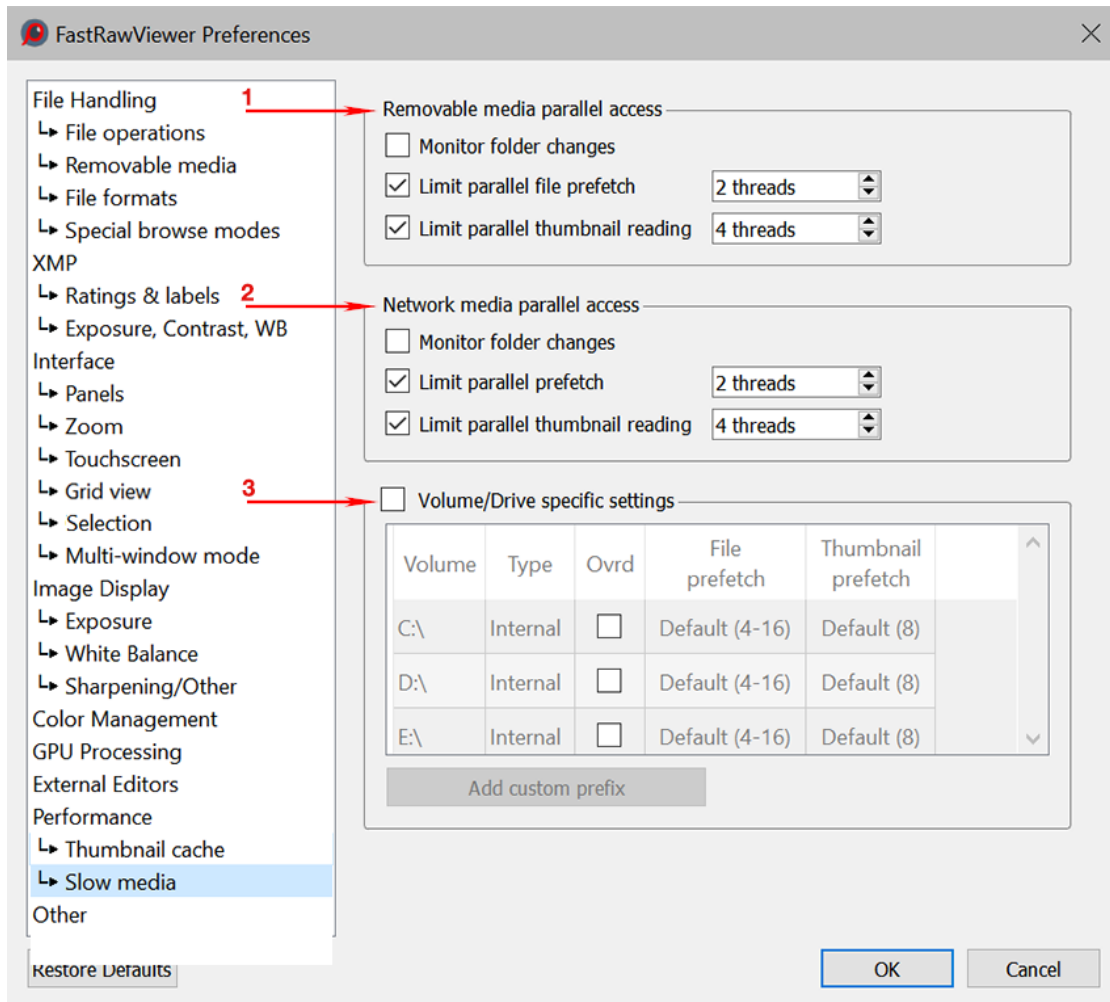 FastRawViewer Preferences
File Handling
File operations
Removable media
File formats
Special browse modes
XMP
Ratings & labels
Exposure, Contrast, WB
Interface
Panels
Zoom
Touchscreen
Grid view
Selection
Multi-window mode
Image Display
Exposure
White Balance
Sharpening/Other
Color Management
GPU Processing
External Editors
Performance
Thumbnail cache
Slow media
Other
1
Removable media parallel access
Monitor folder changes
Limit parallel file prefetch 2 threads
Limit parallel thumbnail reading 4 threads
2
Network media parallel access
Monitor folder changes
Limit parallel prefetch 2 threads
Limit parallel thumbnail reading 4 threads
3
Volume/Drive specific settings
Volume Type Ovrd File prefetch Thumbnail prefetch
C:\ Internal Default (4-16) Default (8)
D:\ Internal Default (4-16) Default (8)
E:\ Internal Default (4-16) Default (8)
Add custom prefix
Restore Defaults OK Cancel